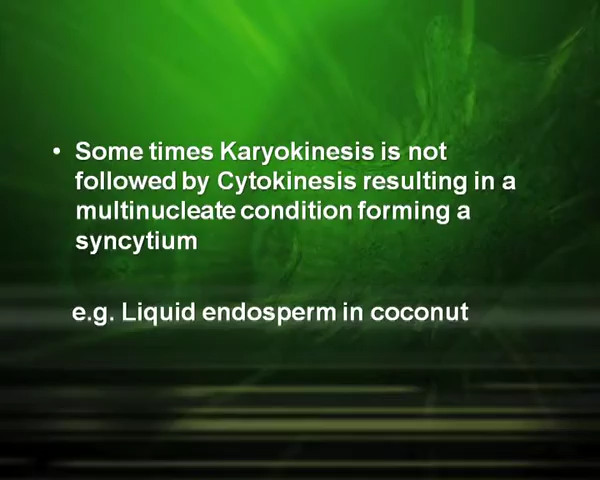 • Some times Karyokinesis is not
followed by Cytokinesis resulting in a
multinucleate condition forming a
syncytium
e.g. Liquid endosperm in coconut